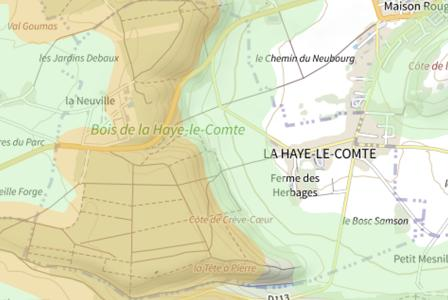 Maison Roug
Val Goumas
les Jardins Debaux
le Chemin du Neubourg
Côte de l
la Neuville
Bois de la Haye-le-Comte
res du Parc
LA HAYE-LE-COMTE
Ferme des
Herbages
eille Forge
Côte de Crève-Cœur
le Bosc Samson
la Tête à Pierre
Petit Mesnil
D113